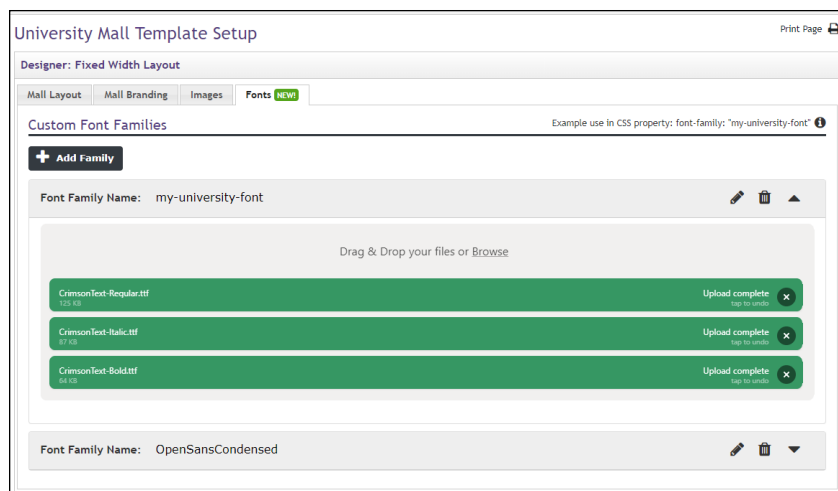 University Mall Template Setup
Print Page
Designer: Fixed Width Layout
Mall Layout Mall Branding Images Fonts NEW!
Custom Font Families
Example use in CSS property: font-family: "my-university-font"
Add Family
Font Family Name: my-university-font
Drag & Drop your files or Browse
CrimsonText-Regular.ttf
Upload complete
125 KB
tap to undo
CrimsonText-Italic.ttf
Upload complete
87 KB
tap to undo
CrimsonText-Bold.ttf
Upload complete
64 KB
tap to undo
Font Family Name: OpenSansCondensed